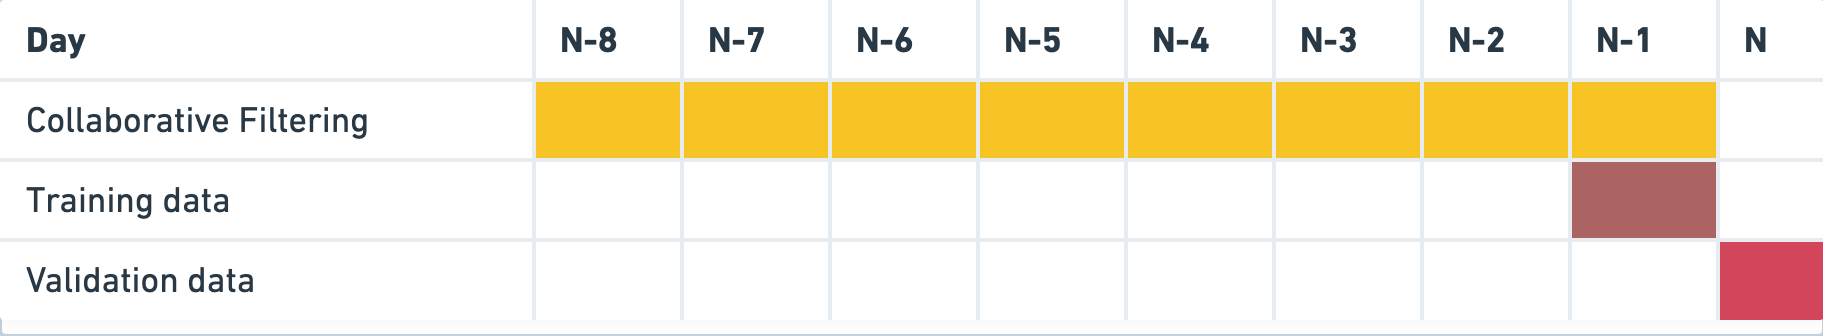 Day N-8 N-7 N-6 N-5 N-4 N-3 N-2 N-1 N
Collaborative Filtering
Training data
Validation data